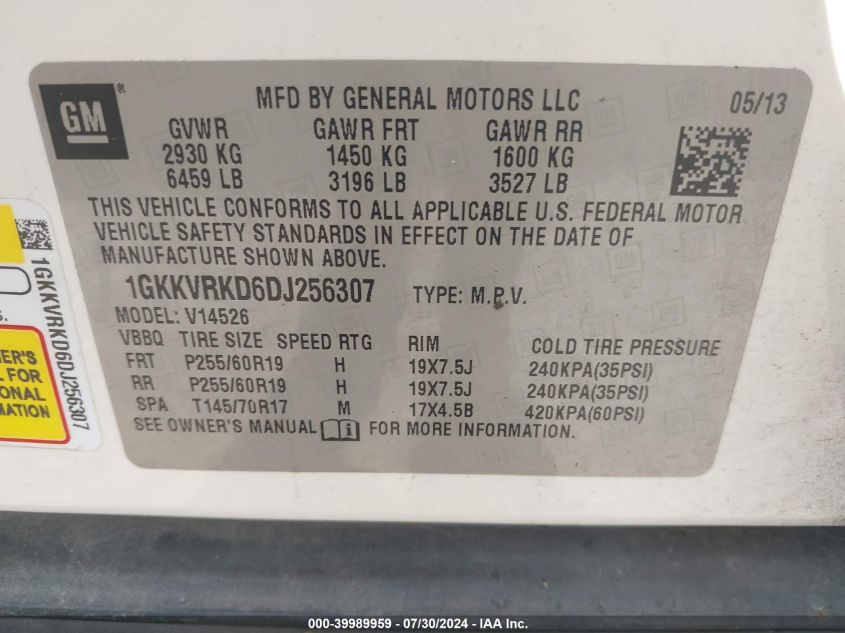 GM
®
MFD BY GENERAL MOTORS LLC
05/13
GVWR GAWR FRT GAWR RR
2930 KG 1450 KG 1600 KG
6459 LB 3196 LB 3527 LB
THIS VEHICLE CONFORMS TO ALL APPLICABLE U.S. FEDERAL MOTOR
VEHICLE SAFETY STANDARDS IN EFFECT ON THE DATE OF
MANUFACTURE SHOWN ABOVE.
1GKKVRKD6DJ256307 TYPE: M.P.V.
MODEL: V14526
VBBQ TIRE SIZE SPEED RTG RIM COLD TIRE PRESSURE
FRT P255/60R19 H 19X7.5J 240KPA(35PSI)
RR P255/60R19 H 19X7.5J 240KPA(35PSI)
SPA T145/70R17 M 17X4.5B 420KPA(60PSI)
SEE OWNER'S MANUAL FOR MORE INFORMATION.
1GKKVRKD6DJ256307
S.
ER'S
L FOR
ONAL
MATION
000-39989959 / 07/30/2024 - IAA Inc.